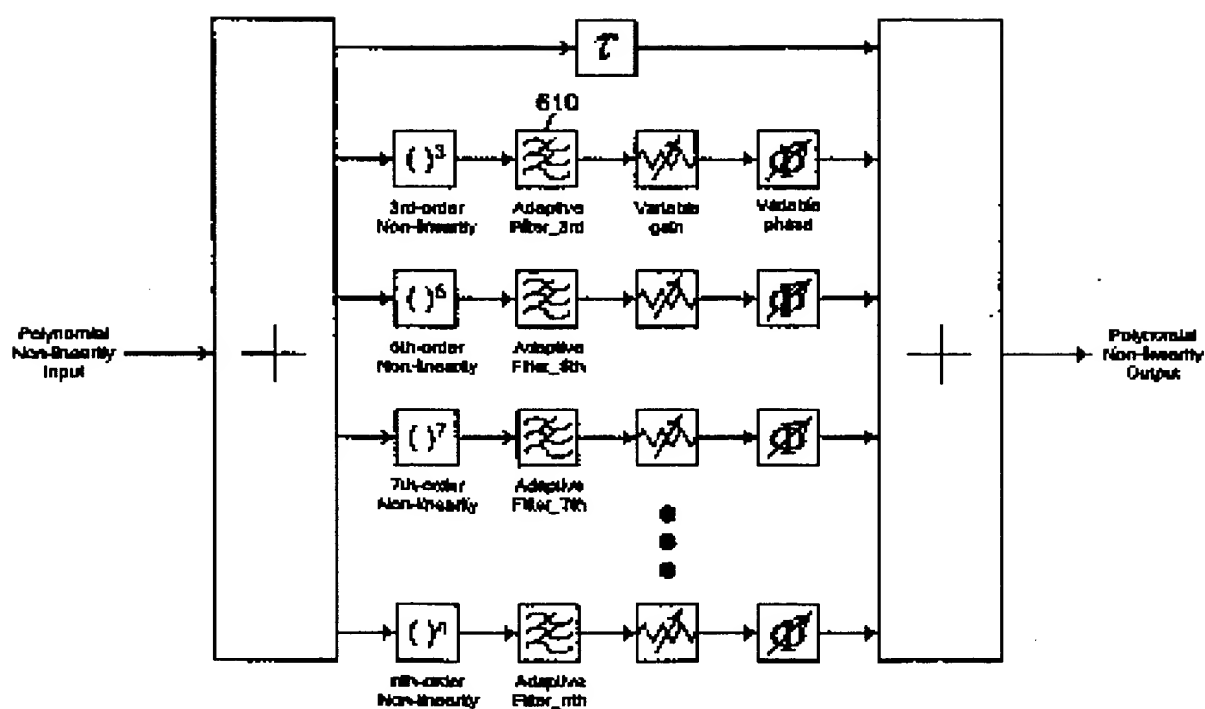 τ
610
( )³
3rd-order
Non-linearity
Adaptive
Filter_3rd
Variable
gain
Variable
phase
Φ
( )⁵
5th-order
Non-linearity
Adaptive
Filter_5th
Φ
Polynomial
Non-linearity
Input
+
+
Polynomial
Non-linearity
Output
( )⁷
7th-order
Non-linearity
Adaptive
Filter_7th
Φ
( )ⁿ
nth-order
Non-linearity
Adaptive
Filter_nth
Φ